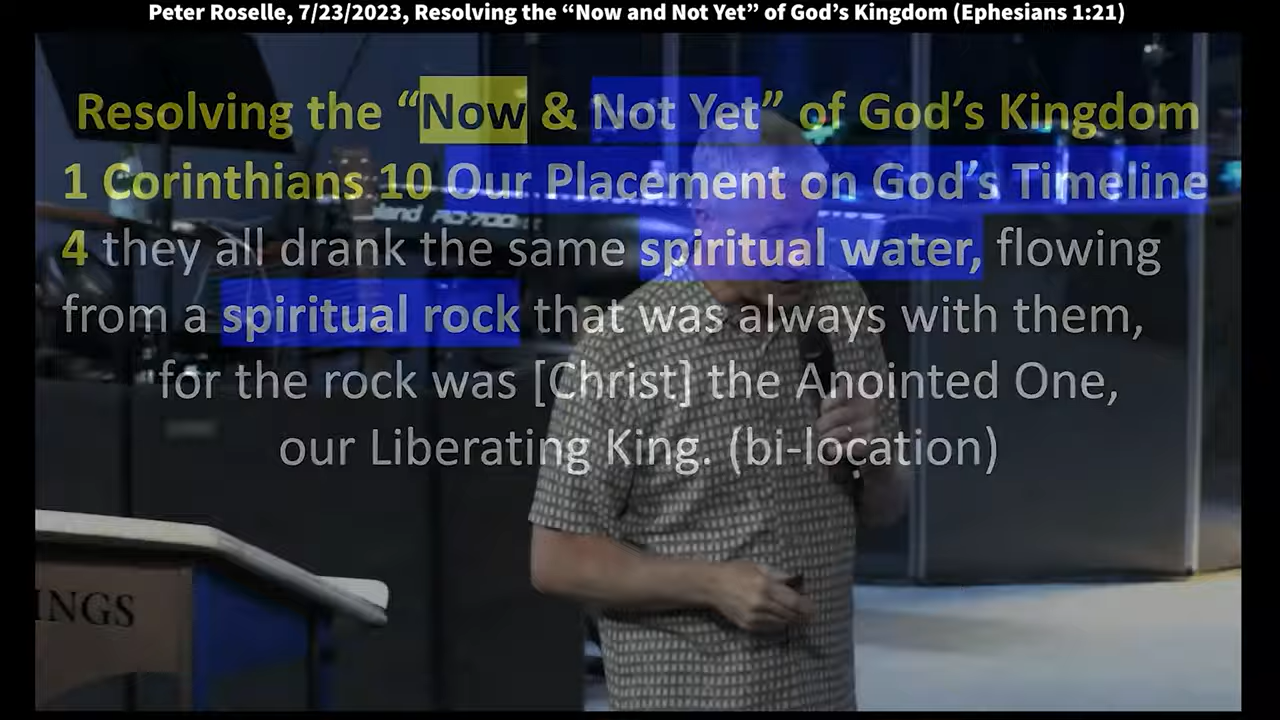 Peter Roselle, 7/23/2023, Resolving the “Now and Not Yet” of God’s Kingdom (Ephesians 1:21)
Resolving the “Now & Not Yet” of God’s Kingdom
1 Corinthians 10 Our Placement on God’s Timeline
4 they all drank the same spiritual water, flowing
from a spiritual rock that was always with them,
for the rock was [Christ] the Anointed One,
our Liberating King. (bi-location)
INGS